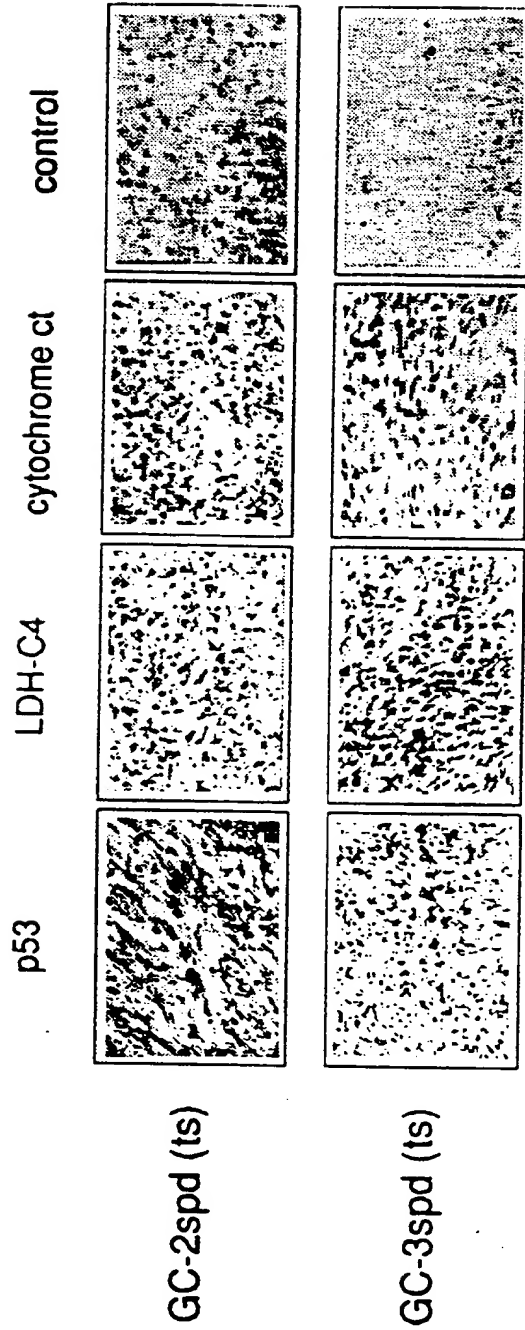 p53 LDH-C4 cytochrome ct control
GC-2spd (ts)
GC-3spd (ts)